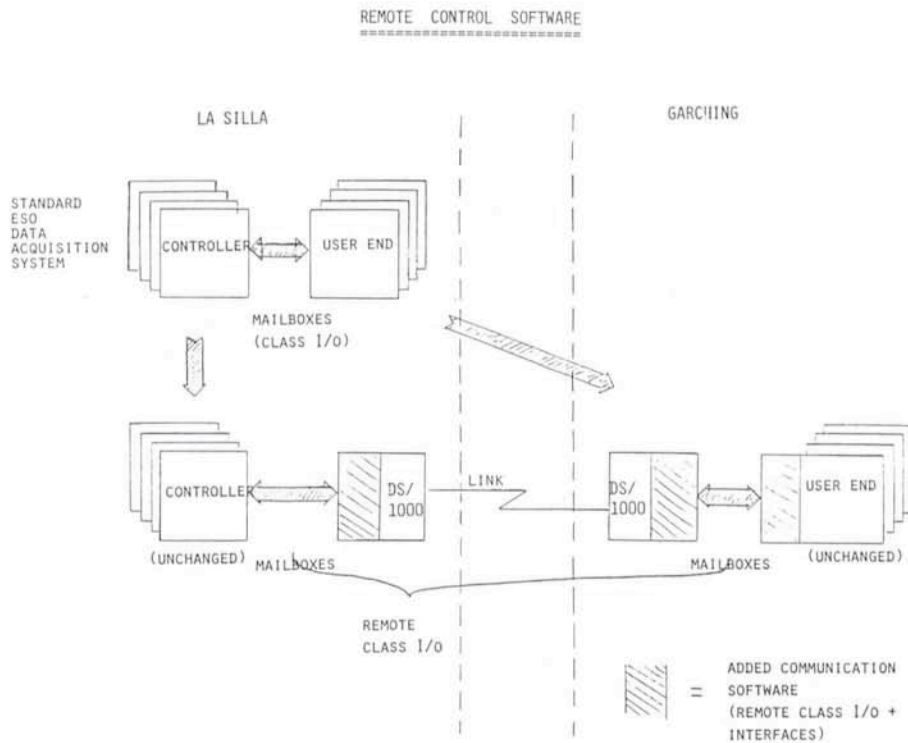 REMOTE CONTROL SOFTWARE
LA SILLA
GARCHING
STANDARD
ESO
DATA
ACQUISITION
SYSTEM
CONTROLLER
USER END
MAILBOXES
(CLASS I/O)
CONTROLLER
DS/
1000
LINK
DS/
1000
USER END
(UNCHANGED)
MAILBOXES
MAILBOXES
(UNCHANGED)
REMOTE
CLASS I/O
=
ADDED COMMUNICATION
SOFTWARE
(REMOTE CLASS I/O +
INTERFACES)